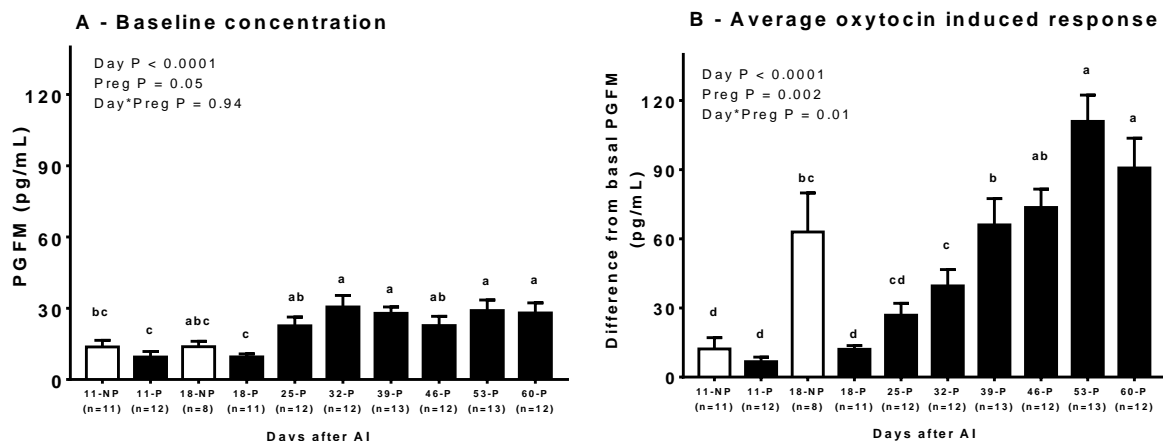 A - Baseline concentration
Day P < 0.0001
Preg P = 0.05
Day*Preg P = 0.94
PGFM (pg/mL)
120
90
60
30
0
bc
c
abc
c
ab
a
a
ab
a
a
11-NP 11-P 18-NP 18-P 25-P 32-P 39-P 46-P 53-P 60-P
(n=11) (n=12) (n=8) (n=11) (n=12) (n=12) (n=13) (n=12) (n=13) (n=12)
Days after AI
B - Average oxytocin induced response
Day P < 0.0001
Preg P = 0.002
Day*Preg P = 0.01
Difference from basal PGFM
(pg/mL)
120
90
60
30
0
d
d
bc
d
cd
c
b
ab
a
a
11-NP 11-P 18-NP 18-P 25-P 32-P 39-P 46-P 53-P 60-P
(n=11) (n=12) (n=8) (n=11) (n=12) (n=12) (n=13) (n=12) (n=13) (n=12)
Days after AI